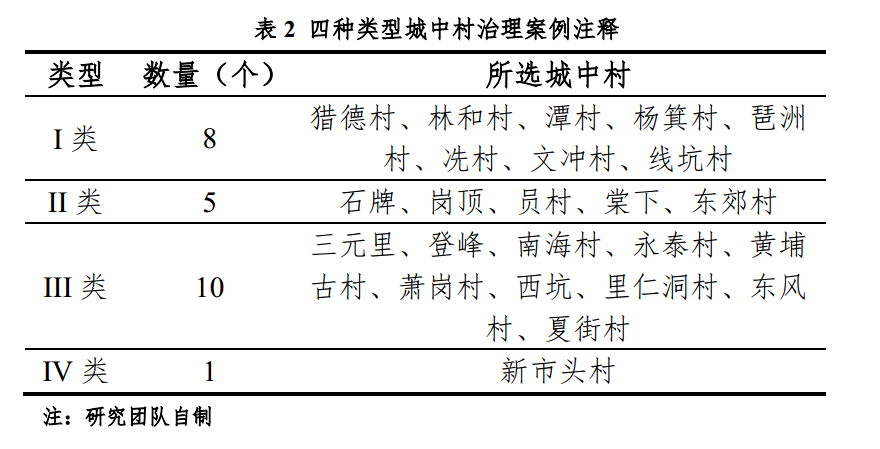 表 2 四种类型城中村治理案例注释
类型 数量（个） 所选城中村
I 类 8 猎德村、林和村、潭村、杨箕村、琶洲
村、冼村、文冲村、线坑村
II 类 5 石牌、岗顶、员村、棠下、东郊村
III 类 10 三元里、登峰、南海村、永泰村、黄埔
古村、萧岗村、西坑、里仁洞村、东风
村、夏街村
IV 类 1 新市头村
注：研究团队自制